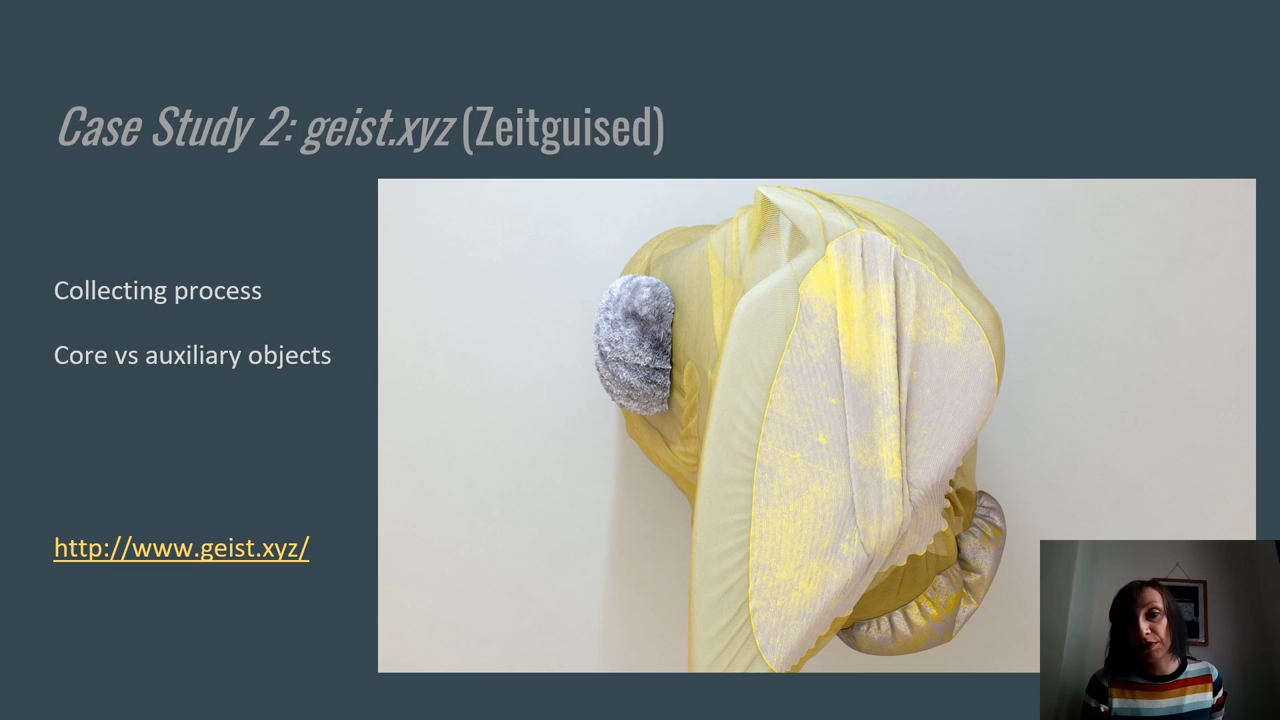 Case Study 2: geist.xyz (Zeitguised)
Collecting process
Core vs auxiliary objects
http://www.geist.xyz/